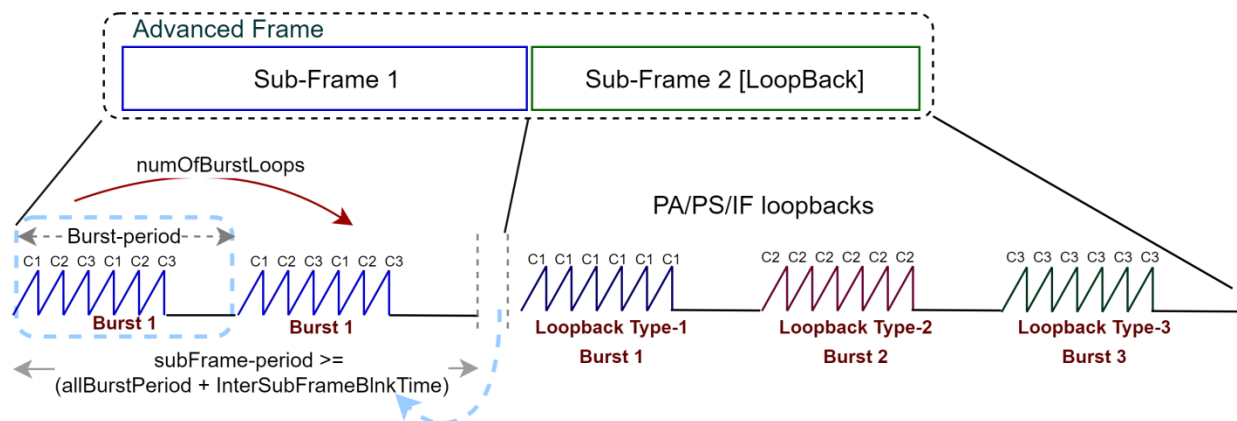 Advanced Frame
Sub-Frame 1
Sub-Frame 2 [LoopBack]
numOfBurstLoops
PA/PS/IF loopbacks
Burst-period
C1 C2 C3 C1 C2 C3
C1 C2 C3 C1 C2 C3
C1 C1 C1 C1 C1 C1
C2 C2 C2 C2 C2 C2
C3 C3 C3 C3 C3 C3
Burst 1
Burst 1
Loopback Type-1
Burst 1
Loopback Type-2
Burst 2
Loopback Type-3
Burst 3
subFrame-period >=
(allBurstPeriod + InterSubFrameBlnkTime)